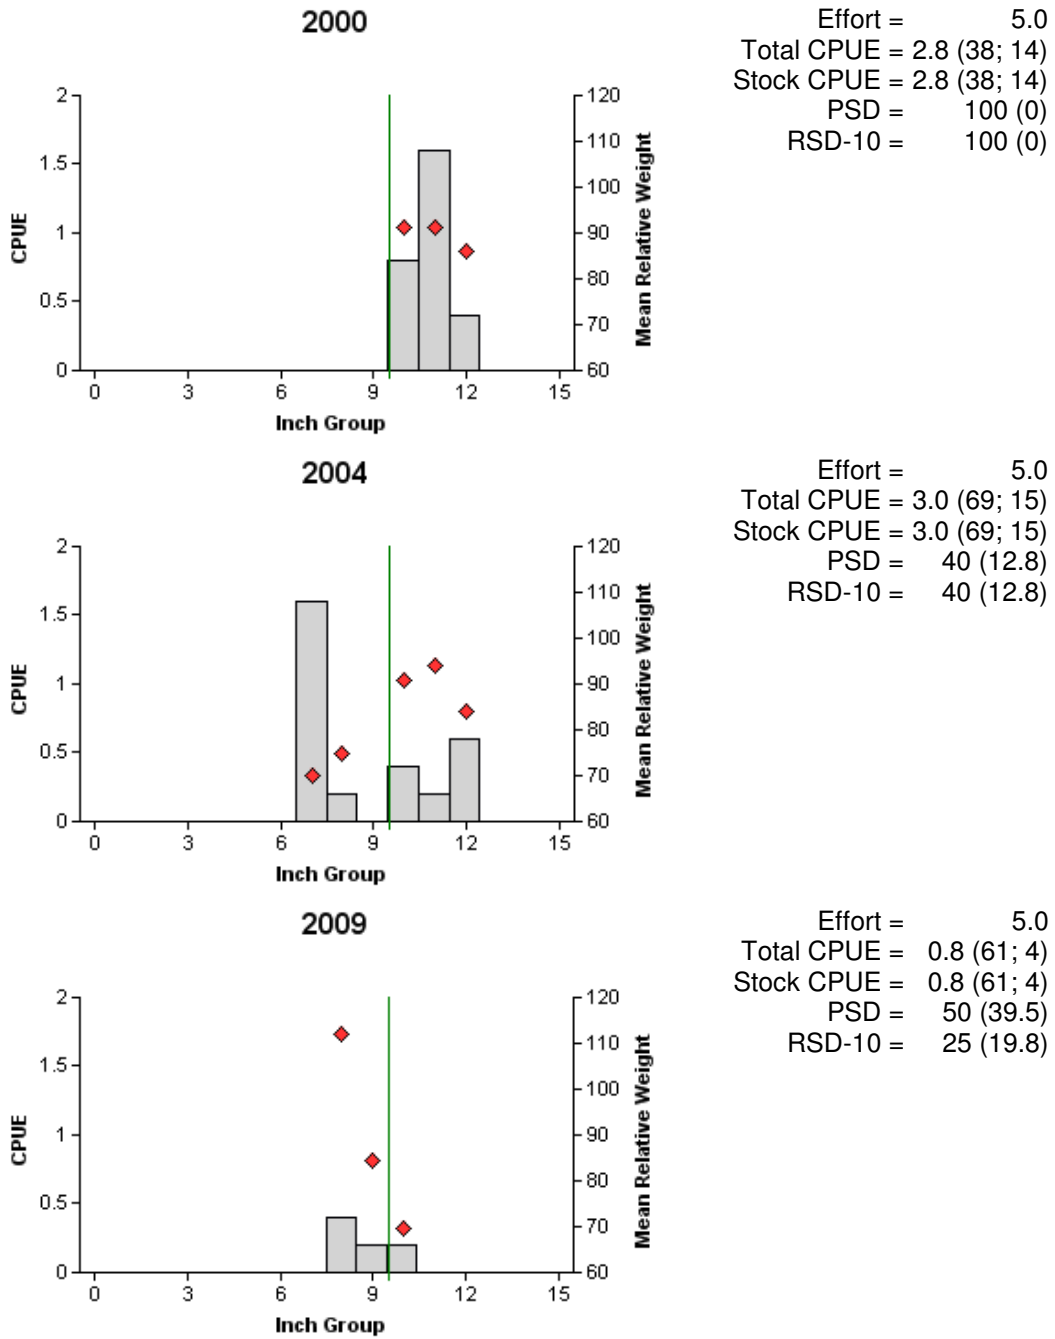 2000
Effort = 5.0
Total CPUE = 2.8 (38; 14)
Stock CPUE = 2.8 (38; 14)
PSD = 100 (0)
RSD-10 = 100 (0)
2 120
110
1.5
100
1 90
80
0.5
70
0 60
CPUE
Mean Relative Weight
0 3 6 9 12 15
Inch Group
2004
Effort = 5.0
Total CPUE = 3.0 (69; 15)
Stock CPUE = 3.0 (69; 15)
PSD = 40 (12.8)
RSD-10 = 40 (12.8)
2 120
110
1.5
100
1 90
80
0.5
70
0 60
CPUE
Mean Relative Weight
0 3 6 9 12 15
Inch Group
2009
Effort = 5.0
Total CPUE = 0.8 (61; 4)
Stock CPUE = 0.8 (61; 4)
PSD = 50 (39.5)
RSD-10 = 25 (19.8)
2 120
110
1.5
100
1 90
80
0.5
70
0 60
CPUE
Mean Relative Weight
0 3 6 9 12 15
Inch Group